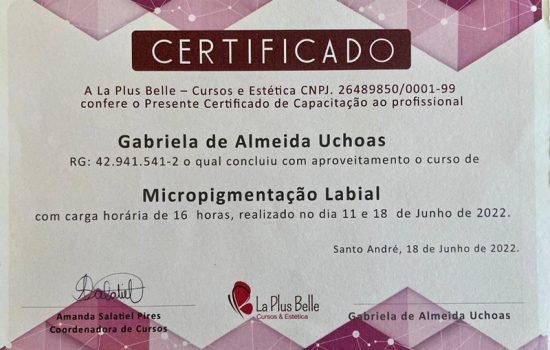 CERTIFICADO
A La Plus Belle – Cursos e Estética CNPJ. 26489850/0001-99
confere o Presente Certificado de Capacitação ao profissional
Gabriela de Almeida Uchoas
RG: 42.941.541-2 o qual concluiu com aproveitamento o curso de
Micropigmentação Labial
com carga horária de 16 horas, realizado no dia 11 e 18 de Junho de 2022.
Santo André, 18 de Junho de 2022.
Salatiel
La Plus Belle
Cursos & Estética
Amanda Salatiel Pires
Coordenadora de Cursos
Gabriela de Almeida Uchoas